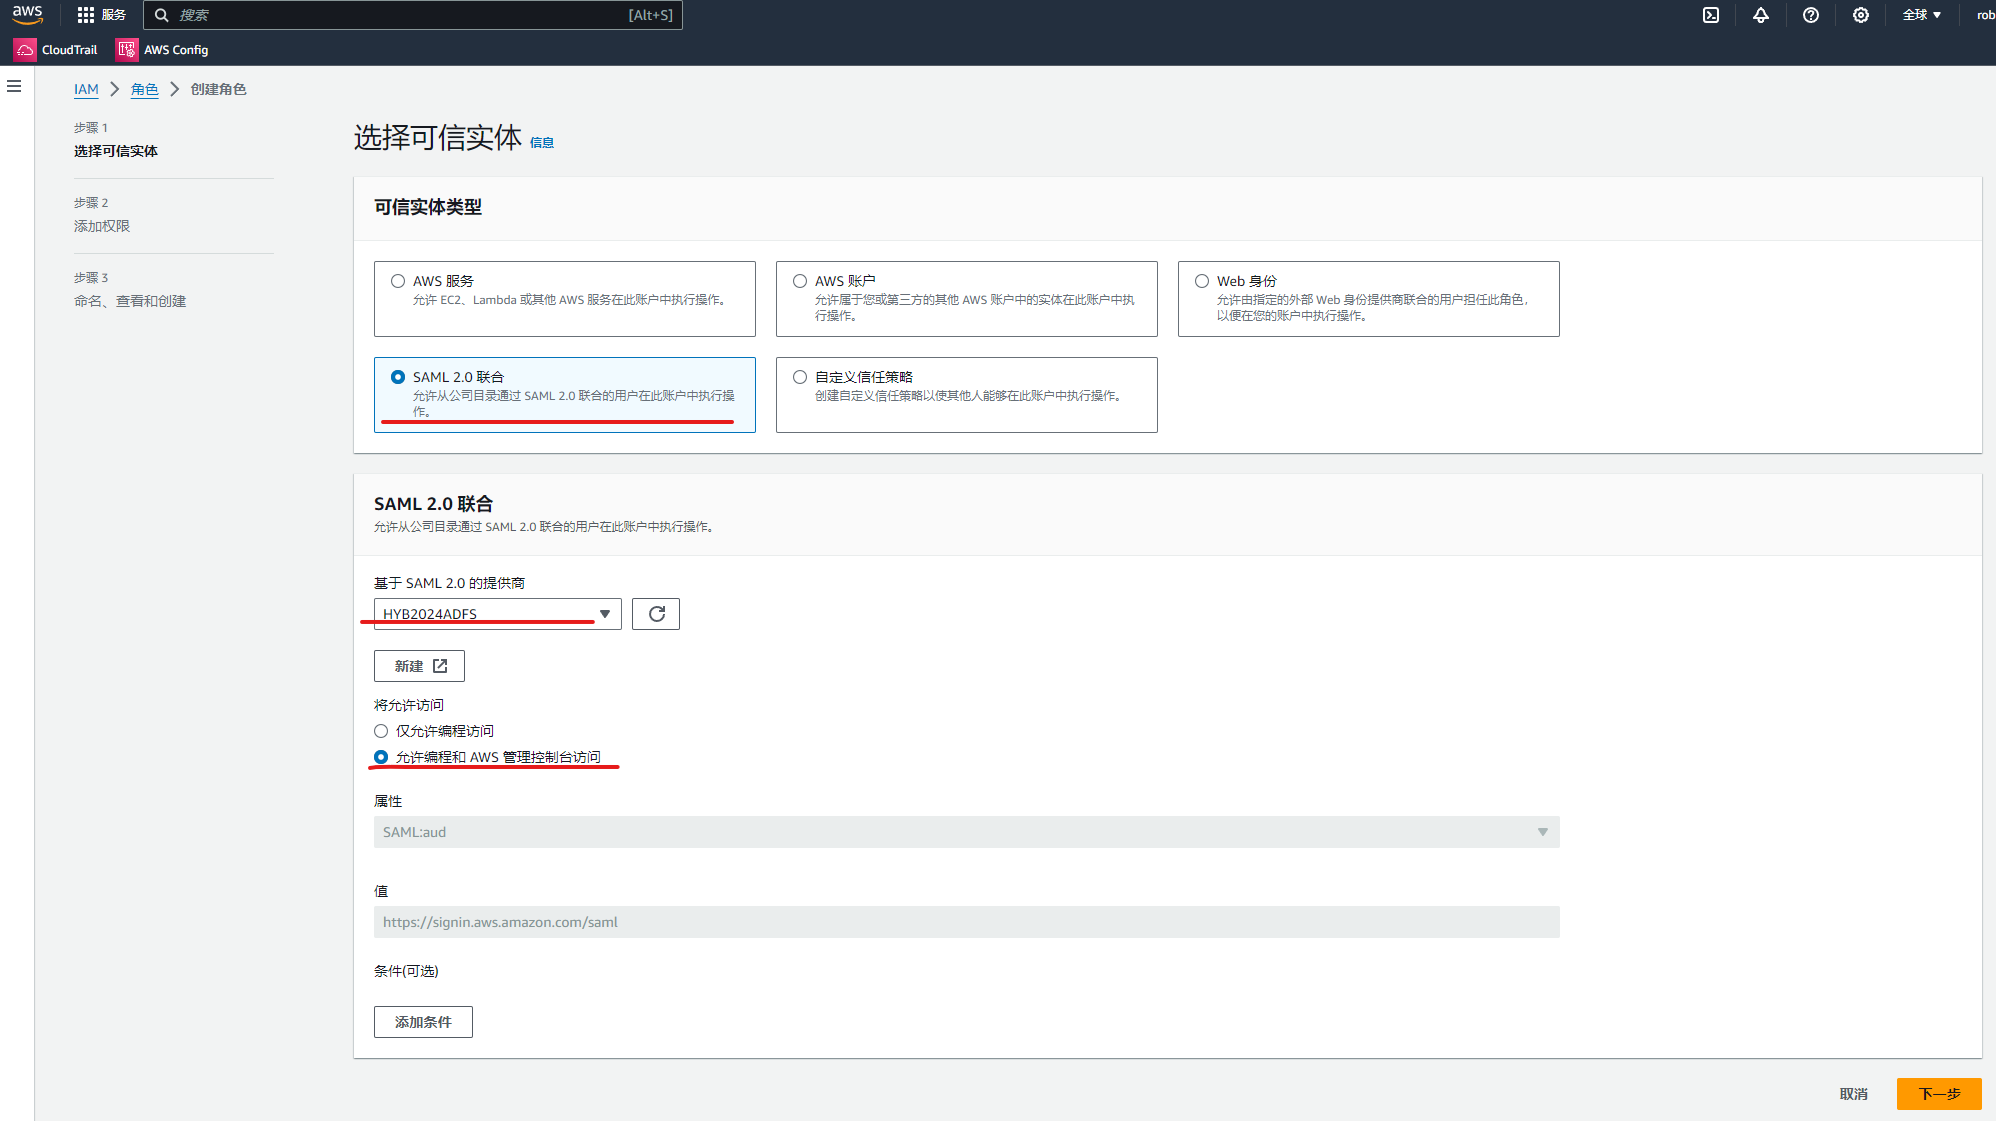 aws
服务
搜索
[Alt+S]
全球
rob
CloudTrail
AWS Config
IAM
角色
创建角色
步骤 1
选择可信实体
步骤 2
添加权限
步骤 3
命名、查看和创建
选择可信实体 信息
可信实体类型
AWS 服务
允许 EC2、Lambda 或其他 AWS 服务在此账户中执行操作。
AWS 账户
允许属于您或第三方的其他 AWS 账户中的实体在此账户中执
行操作。
Web 身份
允许由指定的外部 Web 身份提供商联合的用户担任此角色，
以便在您的账户中执行操作。
SAML 2.0 联合
允许从公司目录通过 SAML 2.0 联合的用户在此账户中执行操
作。
自定义信任策略
创建自定义信任策略以使其他人能够在此账户中执行操作。
SAML 2.0 联合
允许从公司目录通过 SAML 2.0 联合的用户在此账户中执行操作。
基于 SAML 2.0 的提供商
HYB2024ADFS
新建
将允许访问
仅允许编程访问
允许编程和 AWS 管理控制台访问
属性
SAML:aud
值
https://signin.aws.amazon.com/saml
条件(可选)
添加条件
取消
下一步